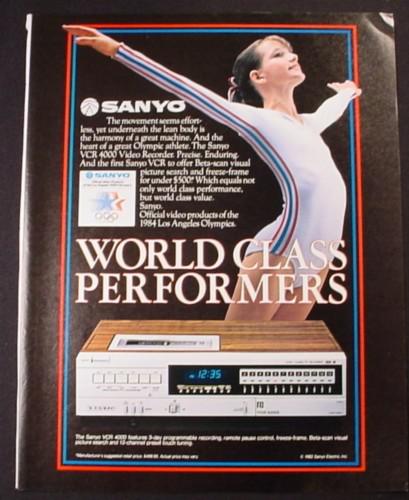 SANYO
The movement seems effort-
less, yet underneath the lean body is
the harmony of a great machine. And the
heart of a great Olympic athlete. The Sanyo
VCR 4000 Video Recorder. Precise. Enduring.
And the first Sanyo VCR to offer Beta-scan visual
picture search and freeze-frame
for under $500!* Which equals not
only world class performance,
but world class value.
Sanyo.
Official video products of the
1984 Los Angeles Olympics.
SANYO
WORLD CLASS
PERFORMERS
12:35
SANYO
The Sanyo VCR 4000 features 3-day programmable recording, remote pause control, freeze-frame, Beta-scan visual
picture search and 12-channel preset touch tuning.
*Manufacturer's suggested retail price: $499.95. Actual price may vary.
© 1982 Sanyo Electric, Inc.